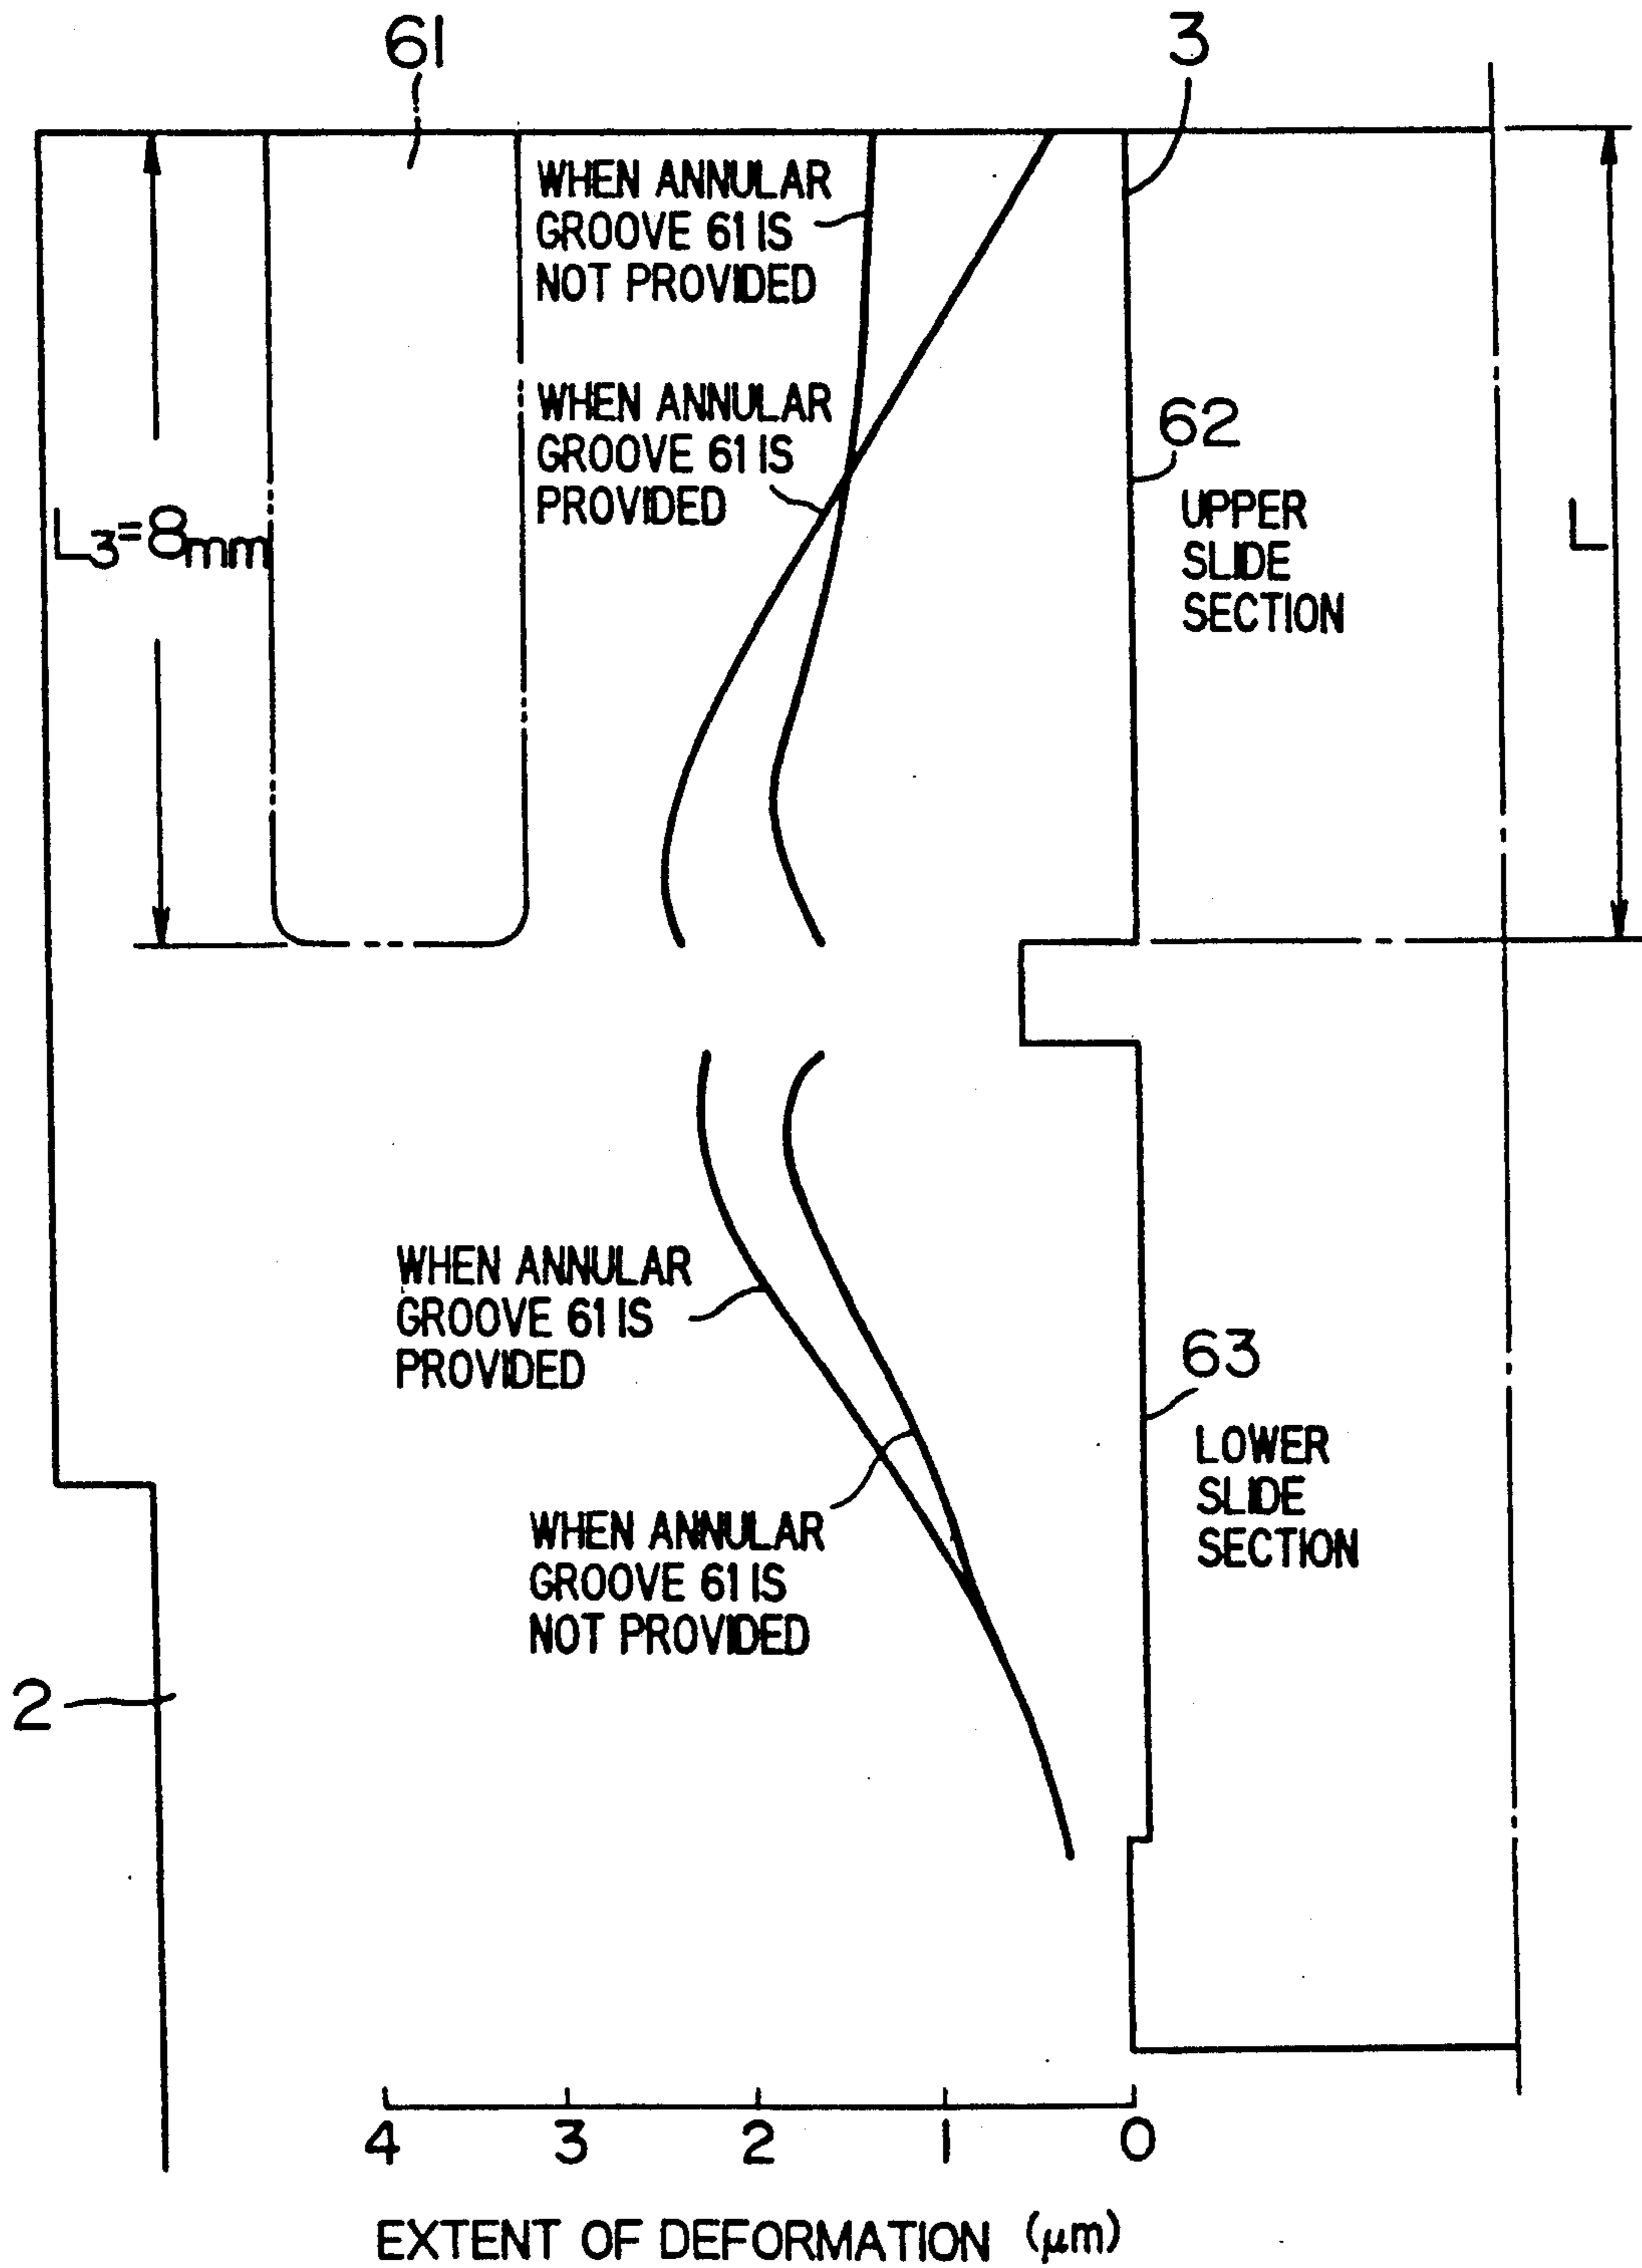 61
3
WHEN ANNULAR
GROOVE 61 IS
NOT PROVIDED
WHEN ANNULAR
GROOVE 61 IS
PROVIDED
62
UPPER
SLIDE
SECTION
L3=8mm
L
WHEN ANNULAR
GROOVE 61 IS
PROVIDED
63
LOWER
SLIDE
SECTION
WHEN ANNULAR
GROOVE 61 IS
NOT PROVIDED
2
4 3 2 1 0
EXTENT OF DEFORMATION (μm)